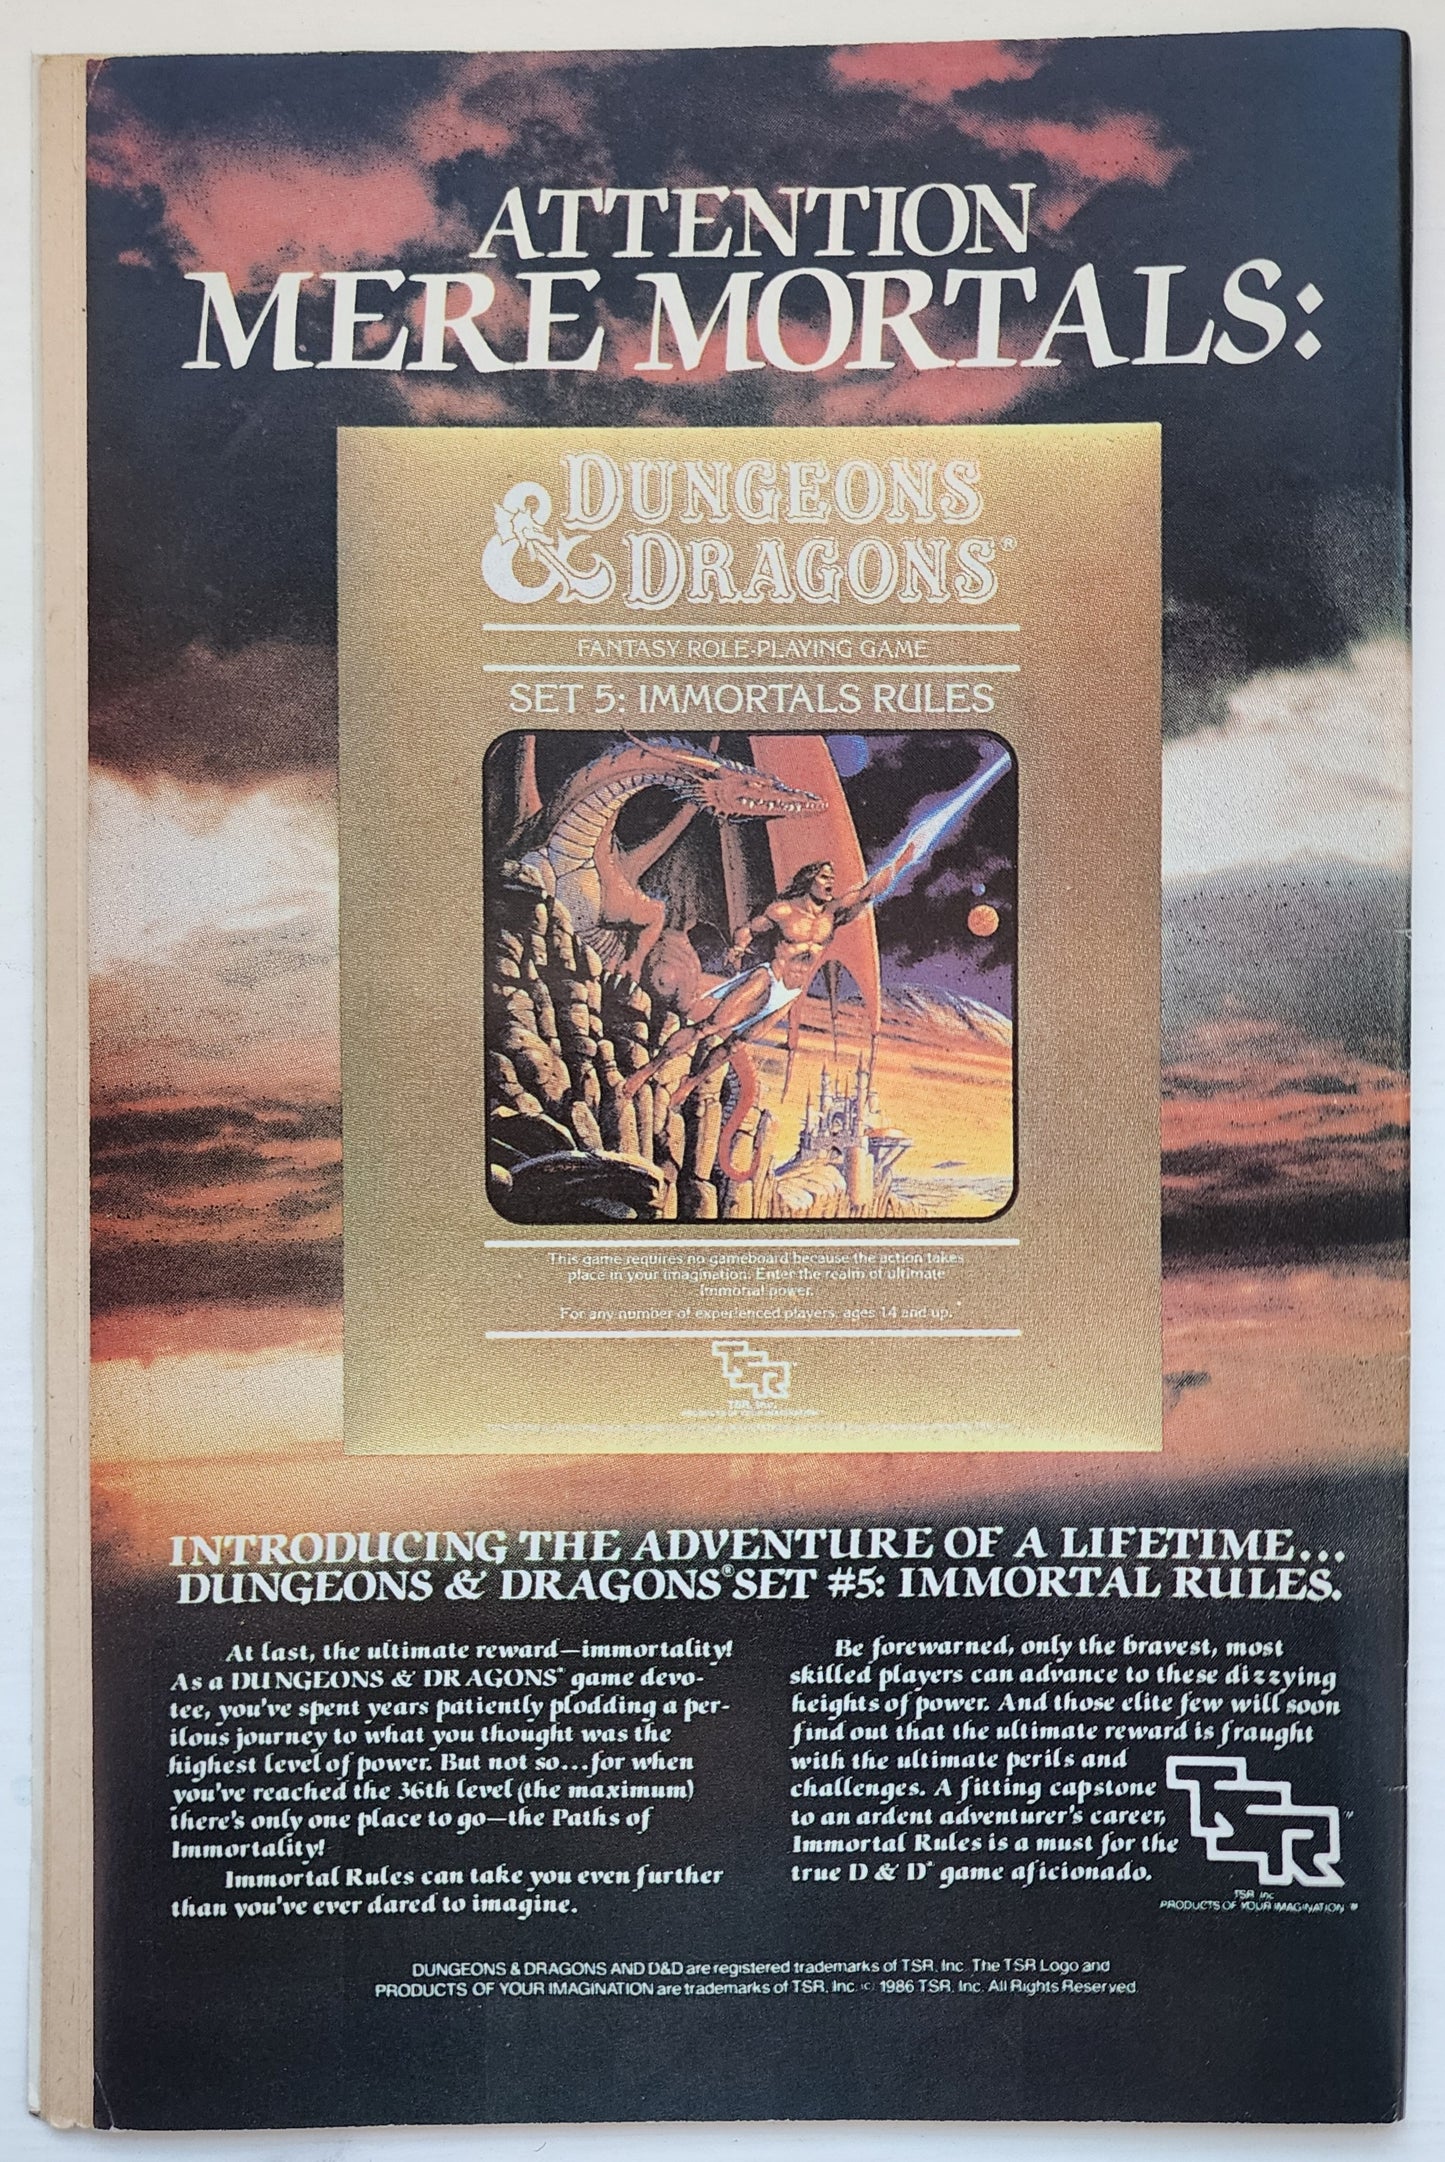 ATTENTION
MERE MORTALS:
DUNGEONS
& DRAGONS®
FANTASY ROLE-PLAYING GAME
SET 5: IMMORTALS RULES
This game requires no gameboard because the action takes
place in your imagination. Enter the realm of ultimate
Immortal power.
For any number of experienced players, ages 14 and up.
TSR
TSR, Inc.
PRODUCTS OF YOUR IMAGINATION
INTRODUCING THE ADVENTURE OF A LIFETIME...
DUNGEONS & DRAGONS® SET #5: IMMORTAL RULES.
At last, the ultimate reward—immortality!
As a DUNGEONS & DRAGONS® game devo-
tee, you've spent years patiently plodding a per-
ilous journey to what you thought was the
highest level of power. But not so...for when
you've reached the 36th level (the maximum)
there's only one place to go—the Paths of
Immortality!
Immortal Rules can take you even further
than you've ever dared to imagine.
Be forewarned, only the bravest, most
skilled players can advance to these dizzying
heights of power. And those elite few will soon
find out that the ultimate reward is fraught
with the ultimate perils and
challenges. A fitting capstone
to an ardent adventurer's career,
Immortal Rules is a must for the
true D & D® game aficionado.
TSR™
TSR, Inc.
PRODUCTS OF YOUR IMAGINATION™
DUNGEONS & DRAGONS AND D&D are registered trademarks of TSR, Inc. The TSR Logo and
PRODUCTS OF YOUR IMAGINATION are trademarks of TSR, Inc. © 1986 TSR, Inc. All Rights Reserved.